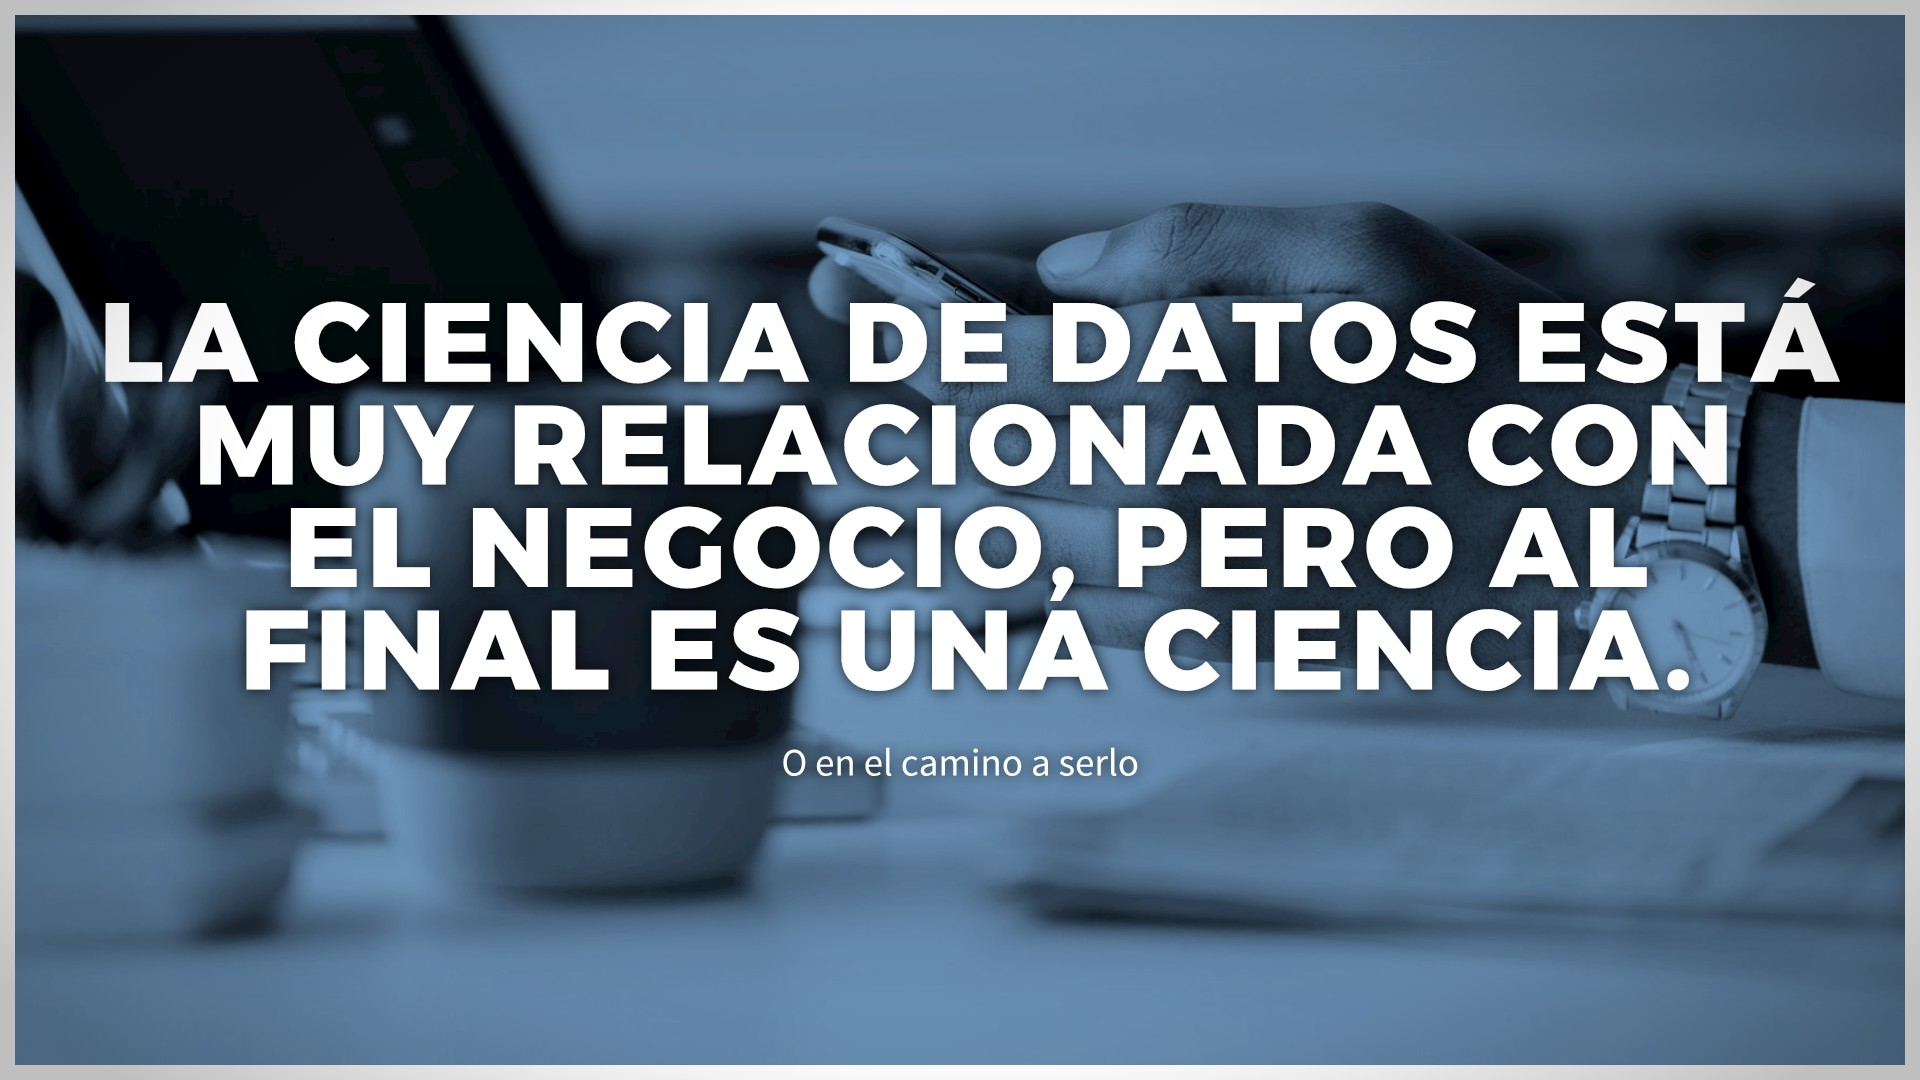 LA CIENCIA DE DATOS ESTÁ
MUY RELACIONADA CON
EL NEGOCIO, PERO AL
FINAL ES UNA CIENCIA.
O en el camino a serlo